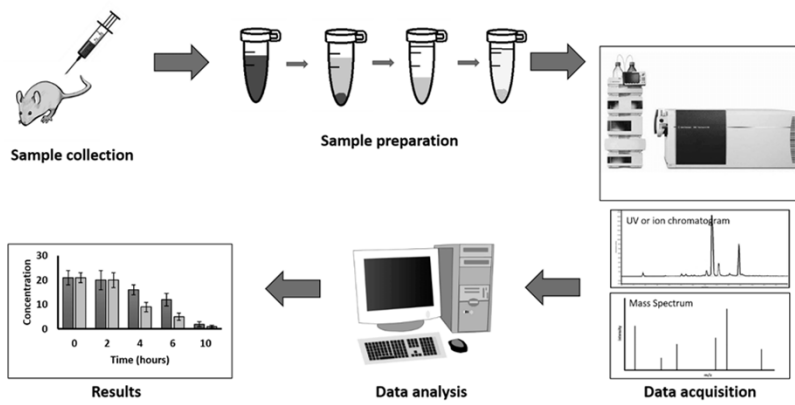 Sample collection
Sample preparation
UV or ion chromatogram
Mass Spectrum
Intensity
m/z
Data acquisition
Data analysis
30
20
10
0
Concentration
0 2 4 6 10
Time (hours)
Results